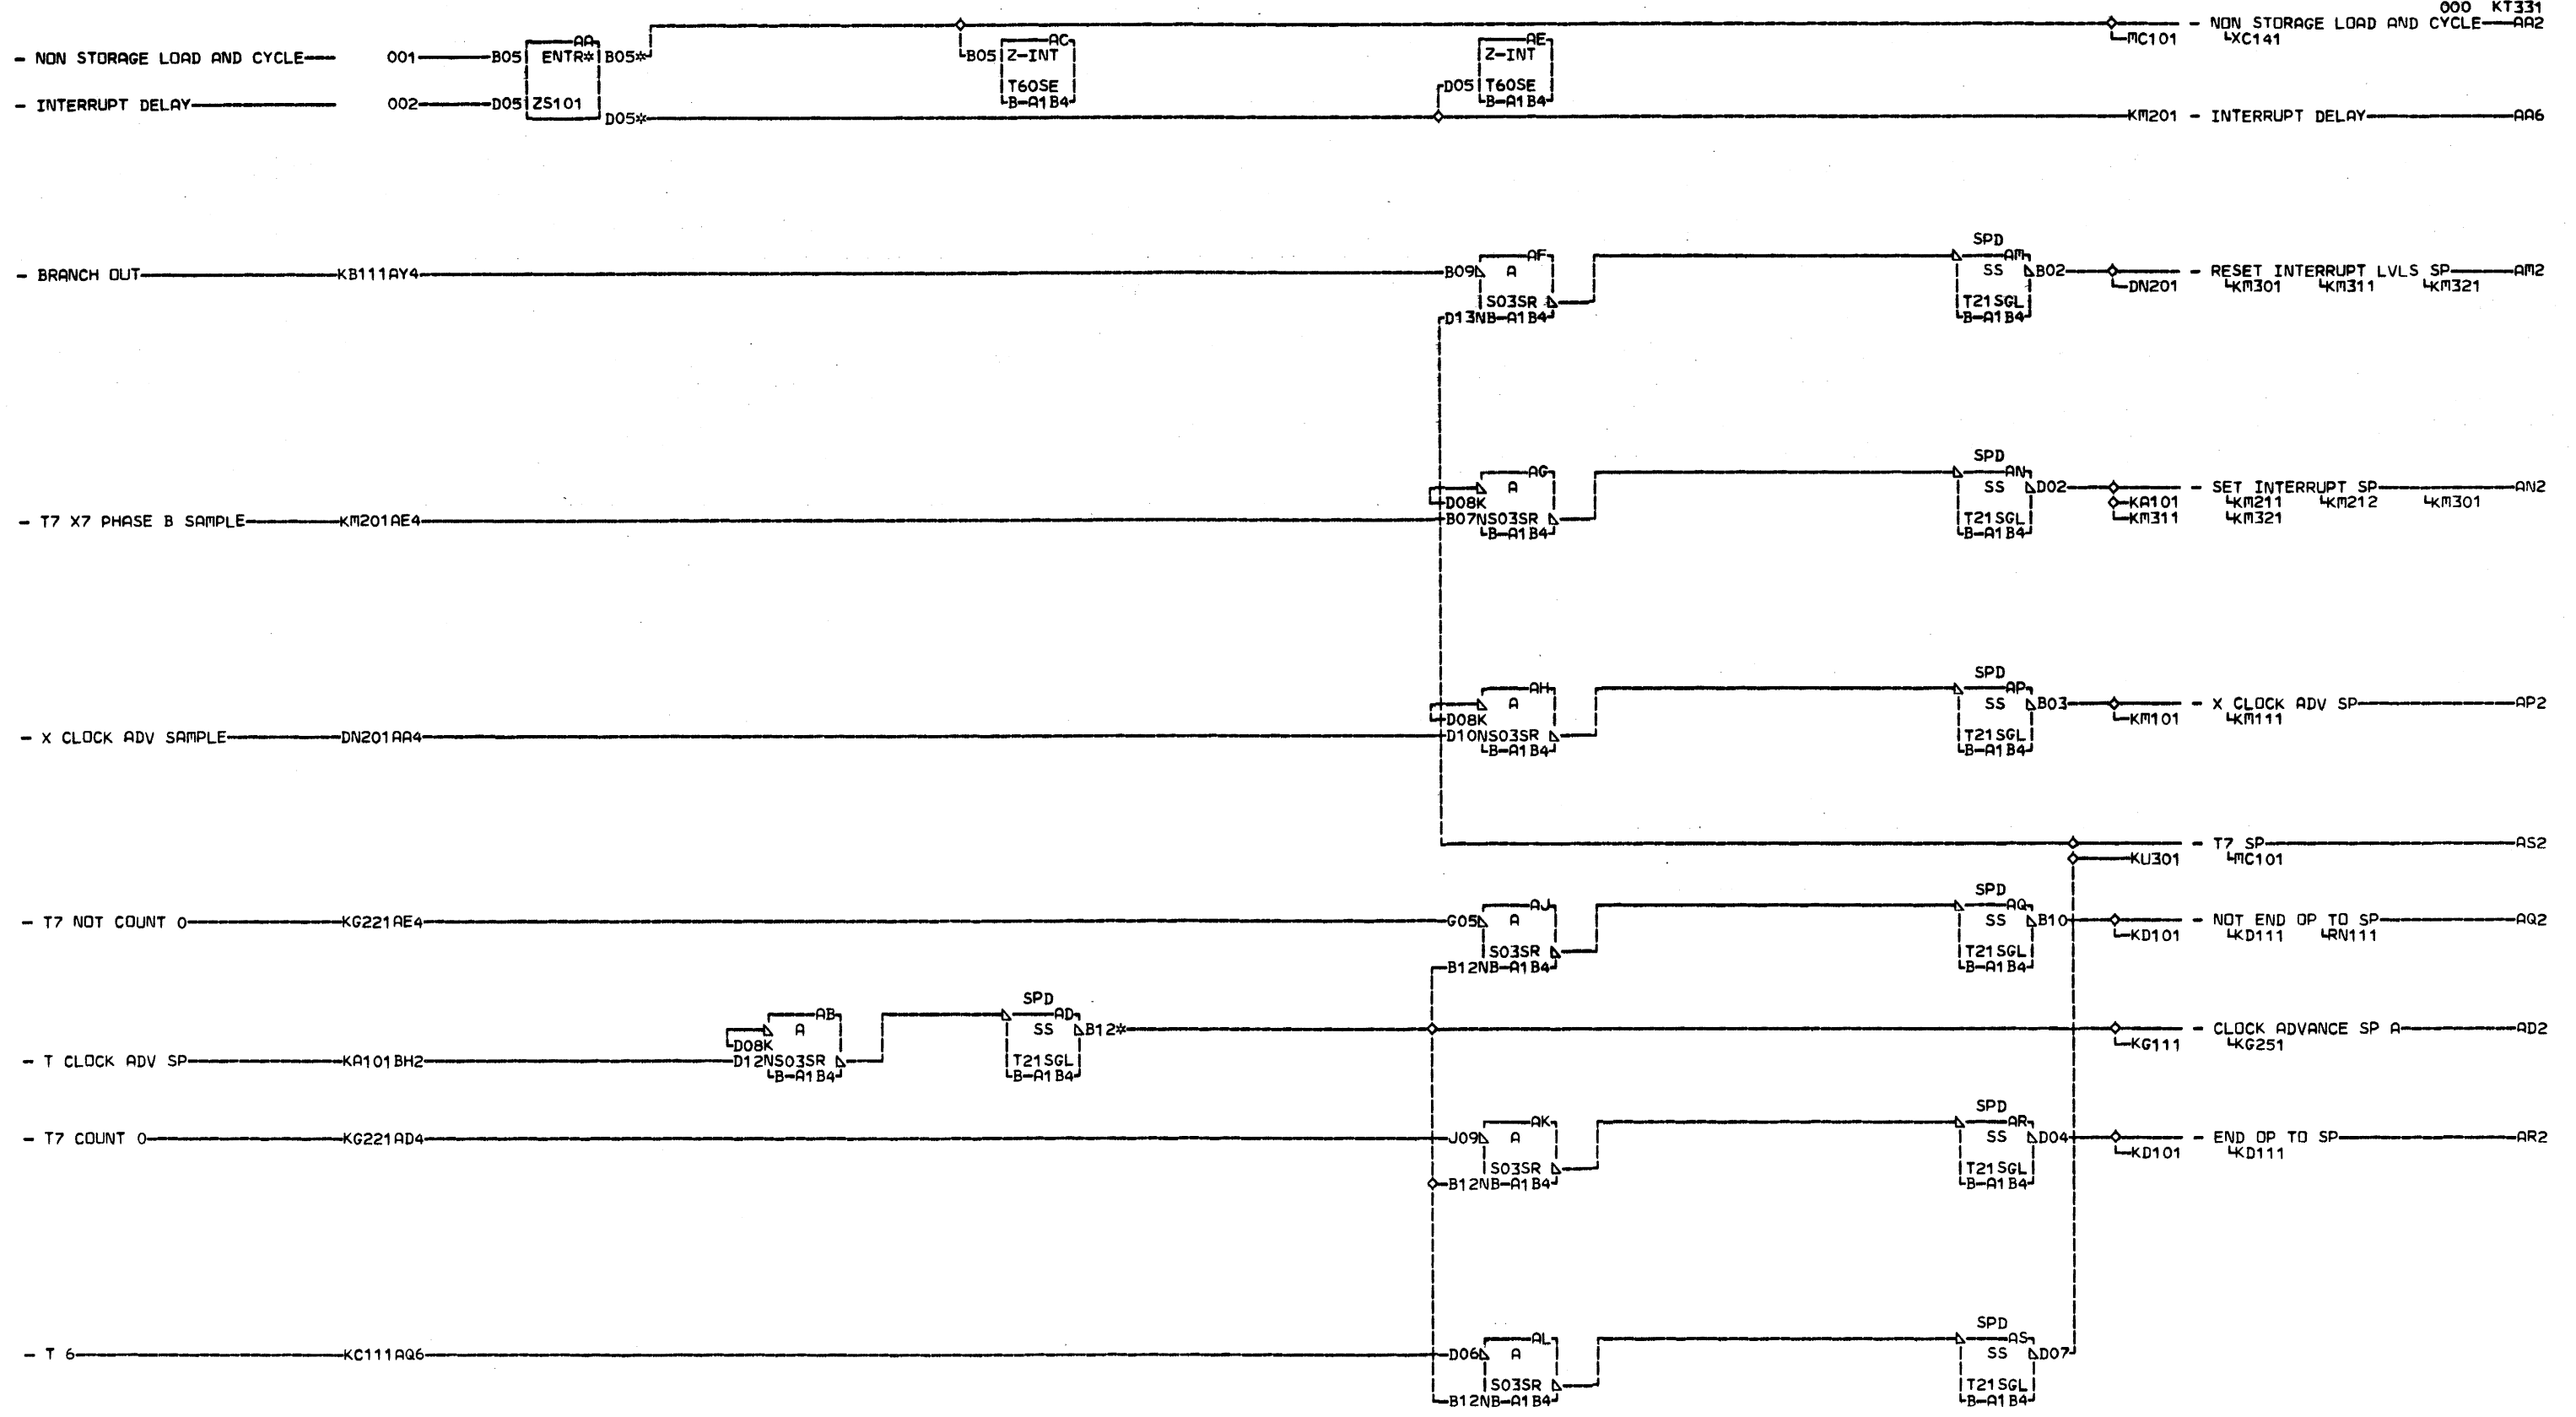 000 KT331
- NON STORAGE LOAD AND CYCLE AA2
MC101 XC141
AA AC AE
- NON STORAGE LOAD AND CYCLE 001 B05 ENTR* B05* B05 Z-INT Z-INT
T60SE D05 T60SE
- INTERRUPT DELAY 002 D05 ZS101 B-A1B4 B-A1B4
D05* KM201 - INTERRUPT DELAY AA6
SPD
AF AM
- BRANCH OUT KB111AY4 B09 A SS B02 - RESET INTERRUPT LVLS SP AM2
DN201 KM301 KM311 KM321
S03SR T21SGL
D13NB-A1B4 B-A1B4
SPD
AG AN
A SS D02 - SET INTERRUPT SP AN2
D08K KA101 KM211 KM212 KM301
- T7 X7 PHASE B SAMPLE KM201AE4 B07NS03SR T21SGL KM311 KM321
B-A1B4 B-A1B4
SPD
AH AP
A SS B03 - X CLOCK ADV SP AP2
D08K KM101 KM111
- X CLOCK ADV SAMPLE DN201AA4 D10NS03SR T21SGL
B-A1B4 B-A1B4
- T7 SP AS2
KU301 MC101
SPD
AJ AQ
- T7 NOT COUNT 0 KG221AE4 G05 A SS B10 - NOT END OP TO SP AQ2
KD101 KD111 RN111
S03SR T21SGL
B12NB-A1B4 B-A1B4
SPD
AB AD
A SS B12* - CLOCK ADVANCE SP A AD2
D08K KG111 KG251
- T CLOCK ADV SP KA101BH2 D12NS03SR T21SGL
B-A1B4 B-A1B4
SPD
AK AR
- T7 COUNT 0 KG221AD4 J09 A SS D04 - END OP TO SP AR2
KD101 KD111
S03SR T21SGL
B12NB-A1B4 B-A1B4
SPD
AL AS
- T 6 KC111AQ6 D06 A SS D07
S03SR T21SGL
B12NB-A1B4 B-A1B4